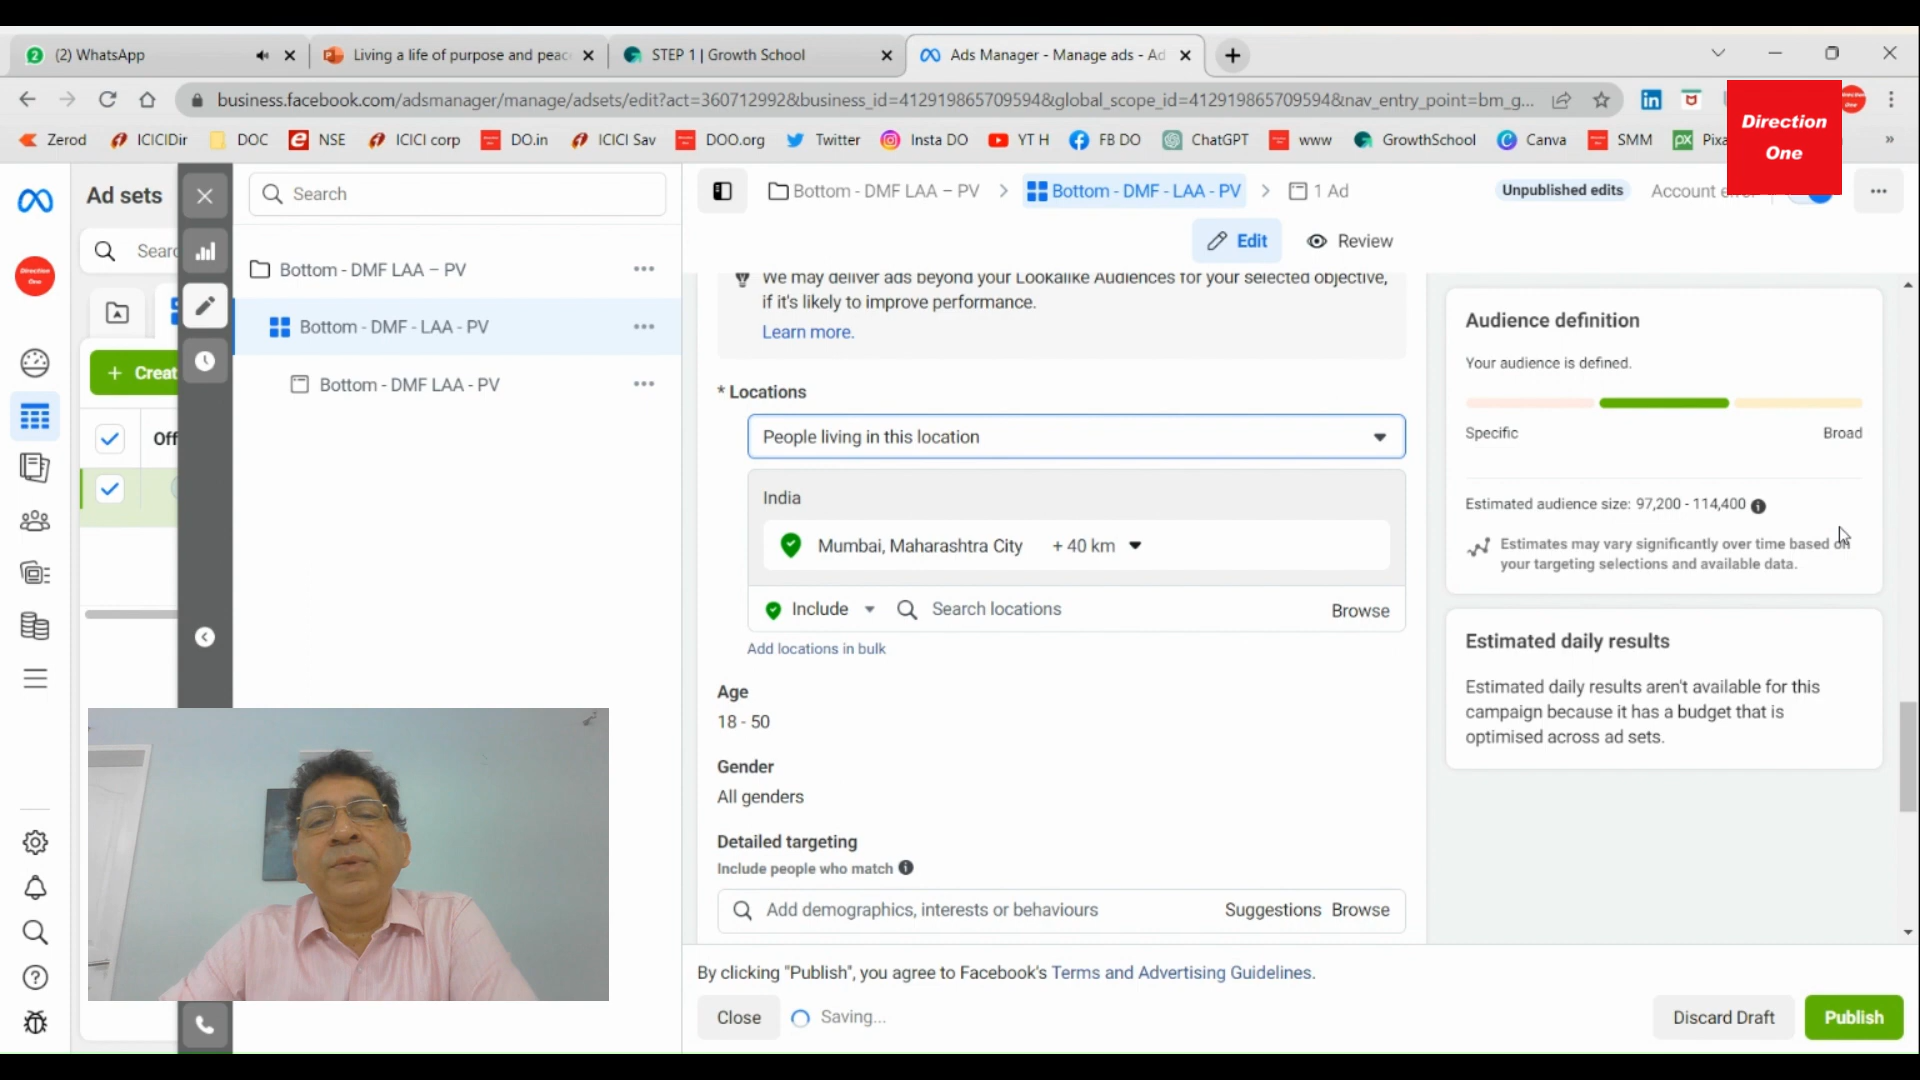 (2) WhatsApp
Living a life of purpose and peac
STEP 1 | Growth School
Ads Manager - Manage ads - Ad
business.facebook.com/adsmanager/manage/adsets/edit?act=360712992&business_id=412919865709594&global_scope_id=412919865709594&nav_entry_point=bm_g...
Zerod
ICICIDir
DOC
NSE
ICICI corp
DO.in
ICICI Sav
DOO.org
Twitter
Insta DO
YT H
FB DO
ChatGPT
www
GrowthSchool
Canva
SMM
Pixa
Direction
One
Ad sets
Search
Bottom - DMF LAA – PV
Bottom - DMF - LAA - PV
1 Ad
Unpublished edits
Account error
Edit
Review
Searc
Creat
Off
Bottom - DMF LAA – PV
Bottom - DMF - LAA - PV
Bottom - DMF LAA - PV
We may deliver ads beyond your Lookalike Audiences for your selected objective,
if it's likely to improve performance.
Learn more.
* Locations
People living in this location
India
Mumbai, Maharashtra City + 40 km
Include
Search locations
Browse
Add locations in bulk
Age
18 - 50
Gender
All genders
Detailed targeting
Include people who match
Add demographics, interests or behaviours
Suggestions Browse
Audience definition
Your audience is defined.
Specific
Broad
Estimated audience size: 97,200 - 114,400
Estimates may vary significantly over time based on
your targeting selections and available data.
Estimated daily results
Estimated daily results aren't available for this
campaign because it has a budget that is
optimised across ad sets.
By clicking "Publish", you agree to Facebook's Terms and Advertising Guidelines.
Close
Saving...
Discard Draft
Publish